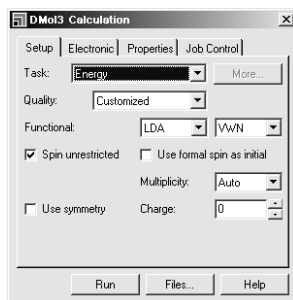 DMol3 Calculation
Setup Electronic Properties Job Control
Task: Energy More...
Quality: Customized
Functional: LDA VWN
Spin unrestricted Use formal spin as initial
Multiplicity: Auto
Use symmetry Charge: 0
Run Files... Help